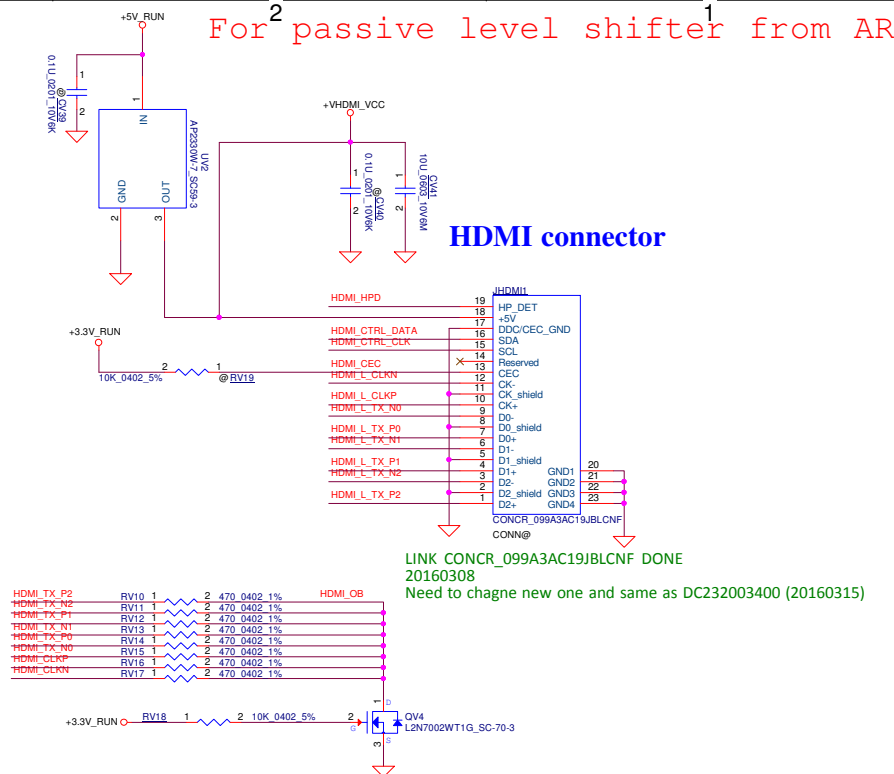 2
1
For passive level shifter from AR
+5V_RUN
0.1U_0201_10V6K
@
CV39
1
2
1
IN
GND
OUT
2
3
UV2
AP2330W-7_SC59-3
+VHDMI_VCC
1
2
0.1U_0201_10V6K
@
CV40
1
2
10U_0603_10V6M
CV41
HDMI connector
JHDMI1
HDMI_HPD 19 HP_DET
18 +5V
17 DDC/CEC_GND
HDMI_CTRL_DATA 16 SDA
HDMI_CTRL_CLK 15 SCL
14 Reserved
HDMI_CEC 13 CEC
HDMI_L_CLKN 12 CK-
11 CK_shield
HDMI_L_CLKP 10 CK+
HDMI_L_TX_N0 9 D0-
8 D0_shield
HDMI_L_TX_P0 7 D0+
HDMI_L_TX_N1 6 D1-
5 D1_shield
HDMI_L_TX_P1 4 D1+ GND1 20
HDMI_L_TX_N2 3 D2- GND2 21
2 D2_shield GND3 22
HDMI_L_TX_P2 1 D2+ GND4 23
+3.3V_RUN
2 1
10K_0402_5% @ RV19
CONCR_099A3AC19JBLCNF
CONN@
LINK CONCR_099A3AC19JBLCNF DONE
20160308
Need to chagne new one and same as DC232003400 (20160315)
HDMI_TX_P2 RV10 1 2 470_0402_1% HDMI_OB
HDMI_TX_N2 RV11 1 2 470_0402_1%
HDMI_TX_P1 RV12 1 2 470_0402_1%
HDMI_TX_N1 RV13 1 2 470_0402_1%
HDMI_TX_P0 RV14 1 2 470_0402_1%
HDMI_TX_N0 RV15 1 2 470_0402_1%
HDMI_CLKP RV16 1 2 470_0402_1%
HDMI_CLKN RV17 1 2 470_0402_1%
+3.3V_RUN RV18 1 2 10K_0402_5% 2
G
1
D
S
3
QV4
L2N7002WT1G_SC-70-3